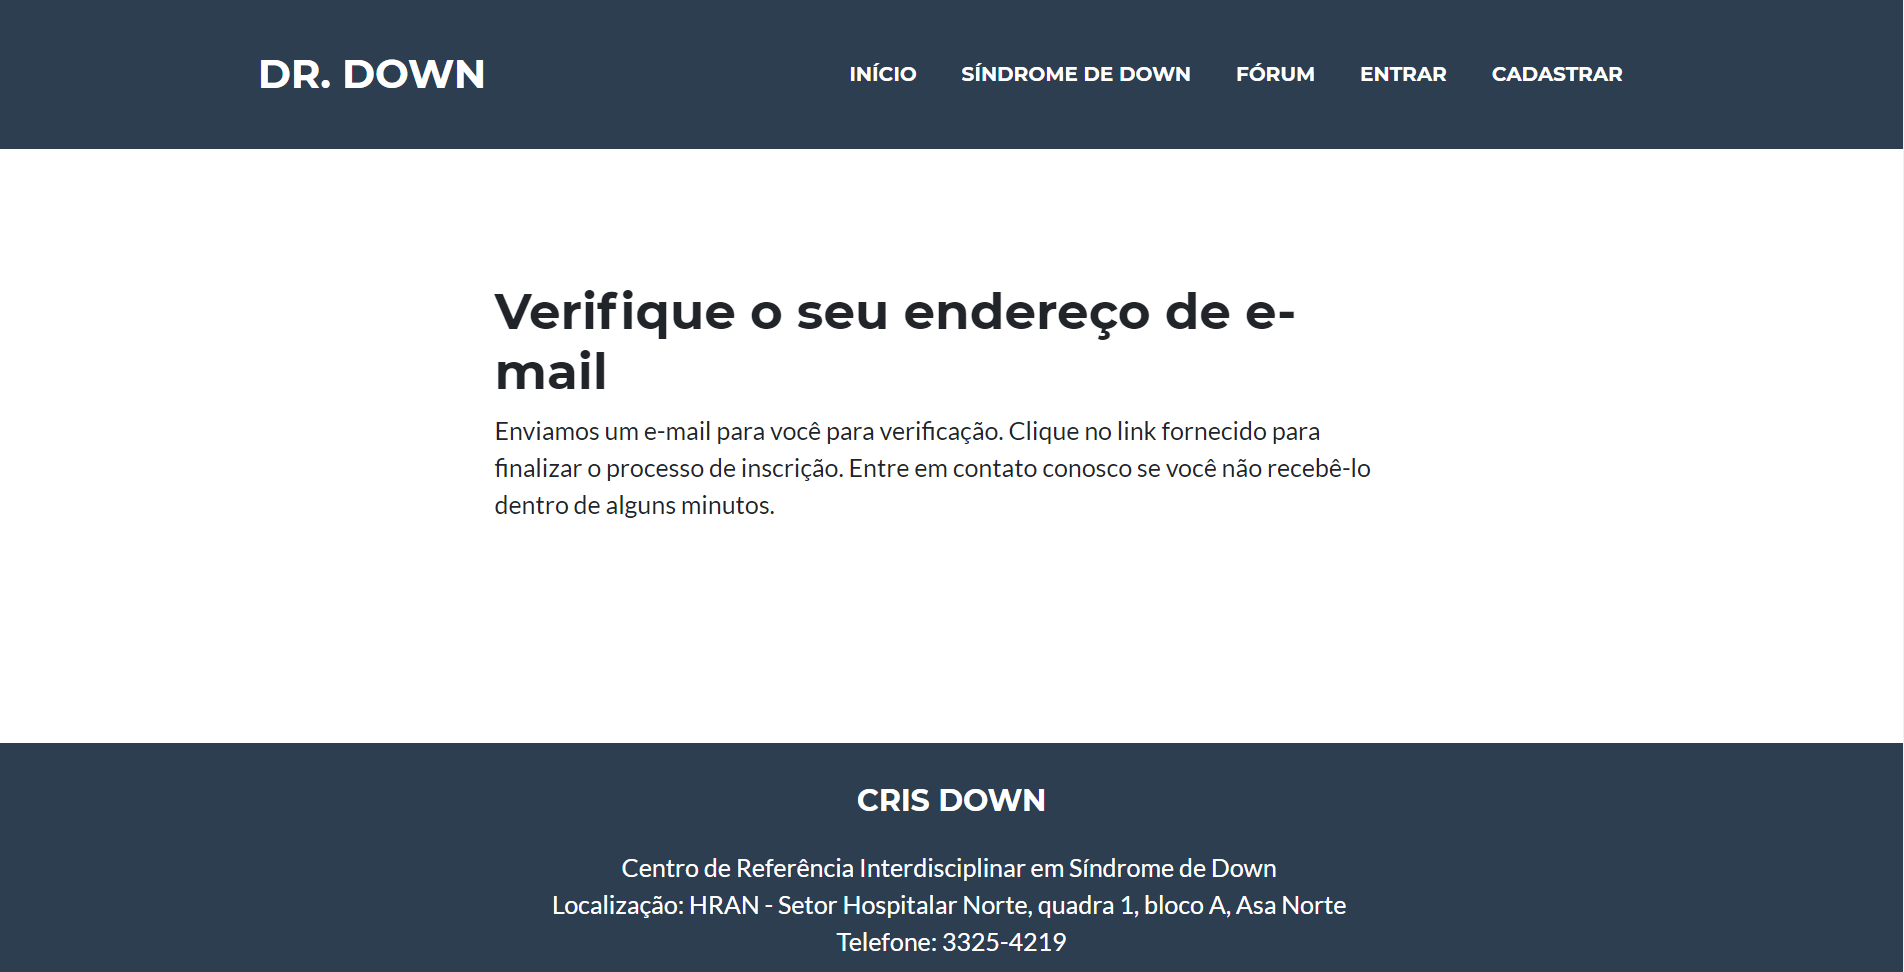 DR. DOWN
INÍCIO SÍNDROME DE DOWN FÓRUM ENTRAR CADASTRAR
Verifique o seu endereço de e-
mail
Enviamos um e-mail para você para verificação. Clique no link fornecido para
finalizar o processo de inscrição. Entre em contato conosco se você não recebê-lo
dentro de alguns minutos.
CRIS DOWN
Centro de Referência Interdisciplinar em Síndrome de Down
Localização: HRAN - Setor Hospitalar Norte, quadra 1, bloco A, Asa Norte
Telefone: 3325-4219